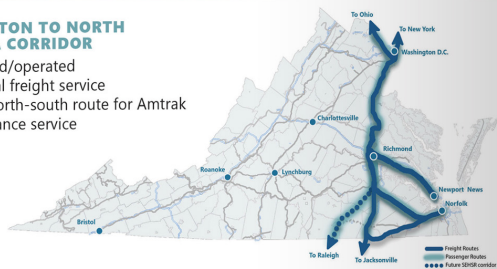 TON TO NORTH
CORRIDOR
d/operated
al freight service
orth-south route for Amtrak
ance service
To Ohio
To New York
Washington D.C.
Charlottesville
Richmond
Roanoke
Lynchburg
Newport News
Norfolk
Bristol
To Raleigh
To Jacksonville
Freight Routes
Passenger Routes
Future SEHSR corridor